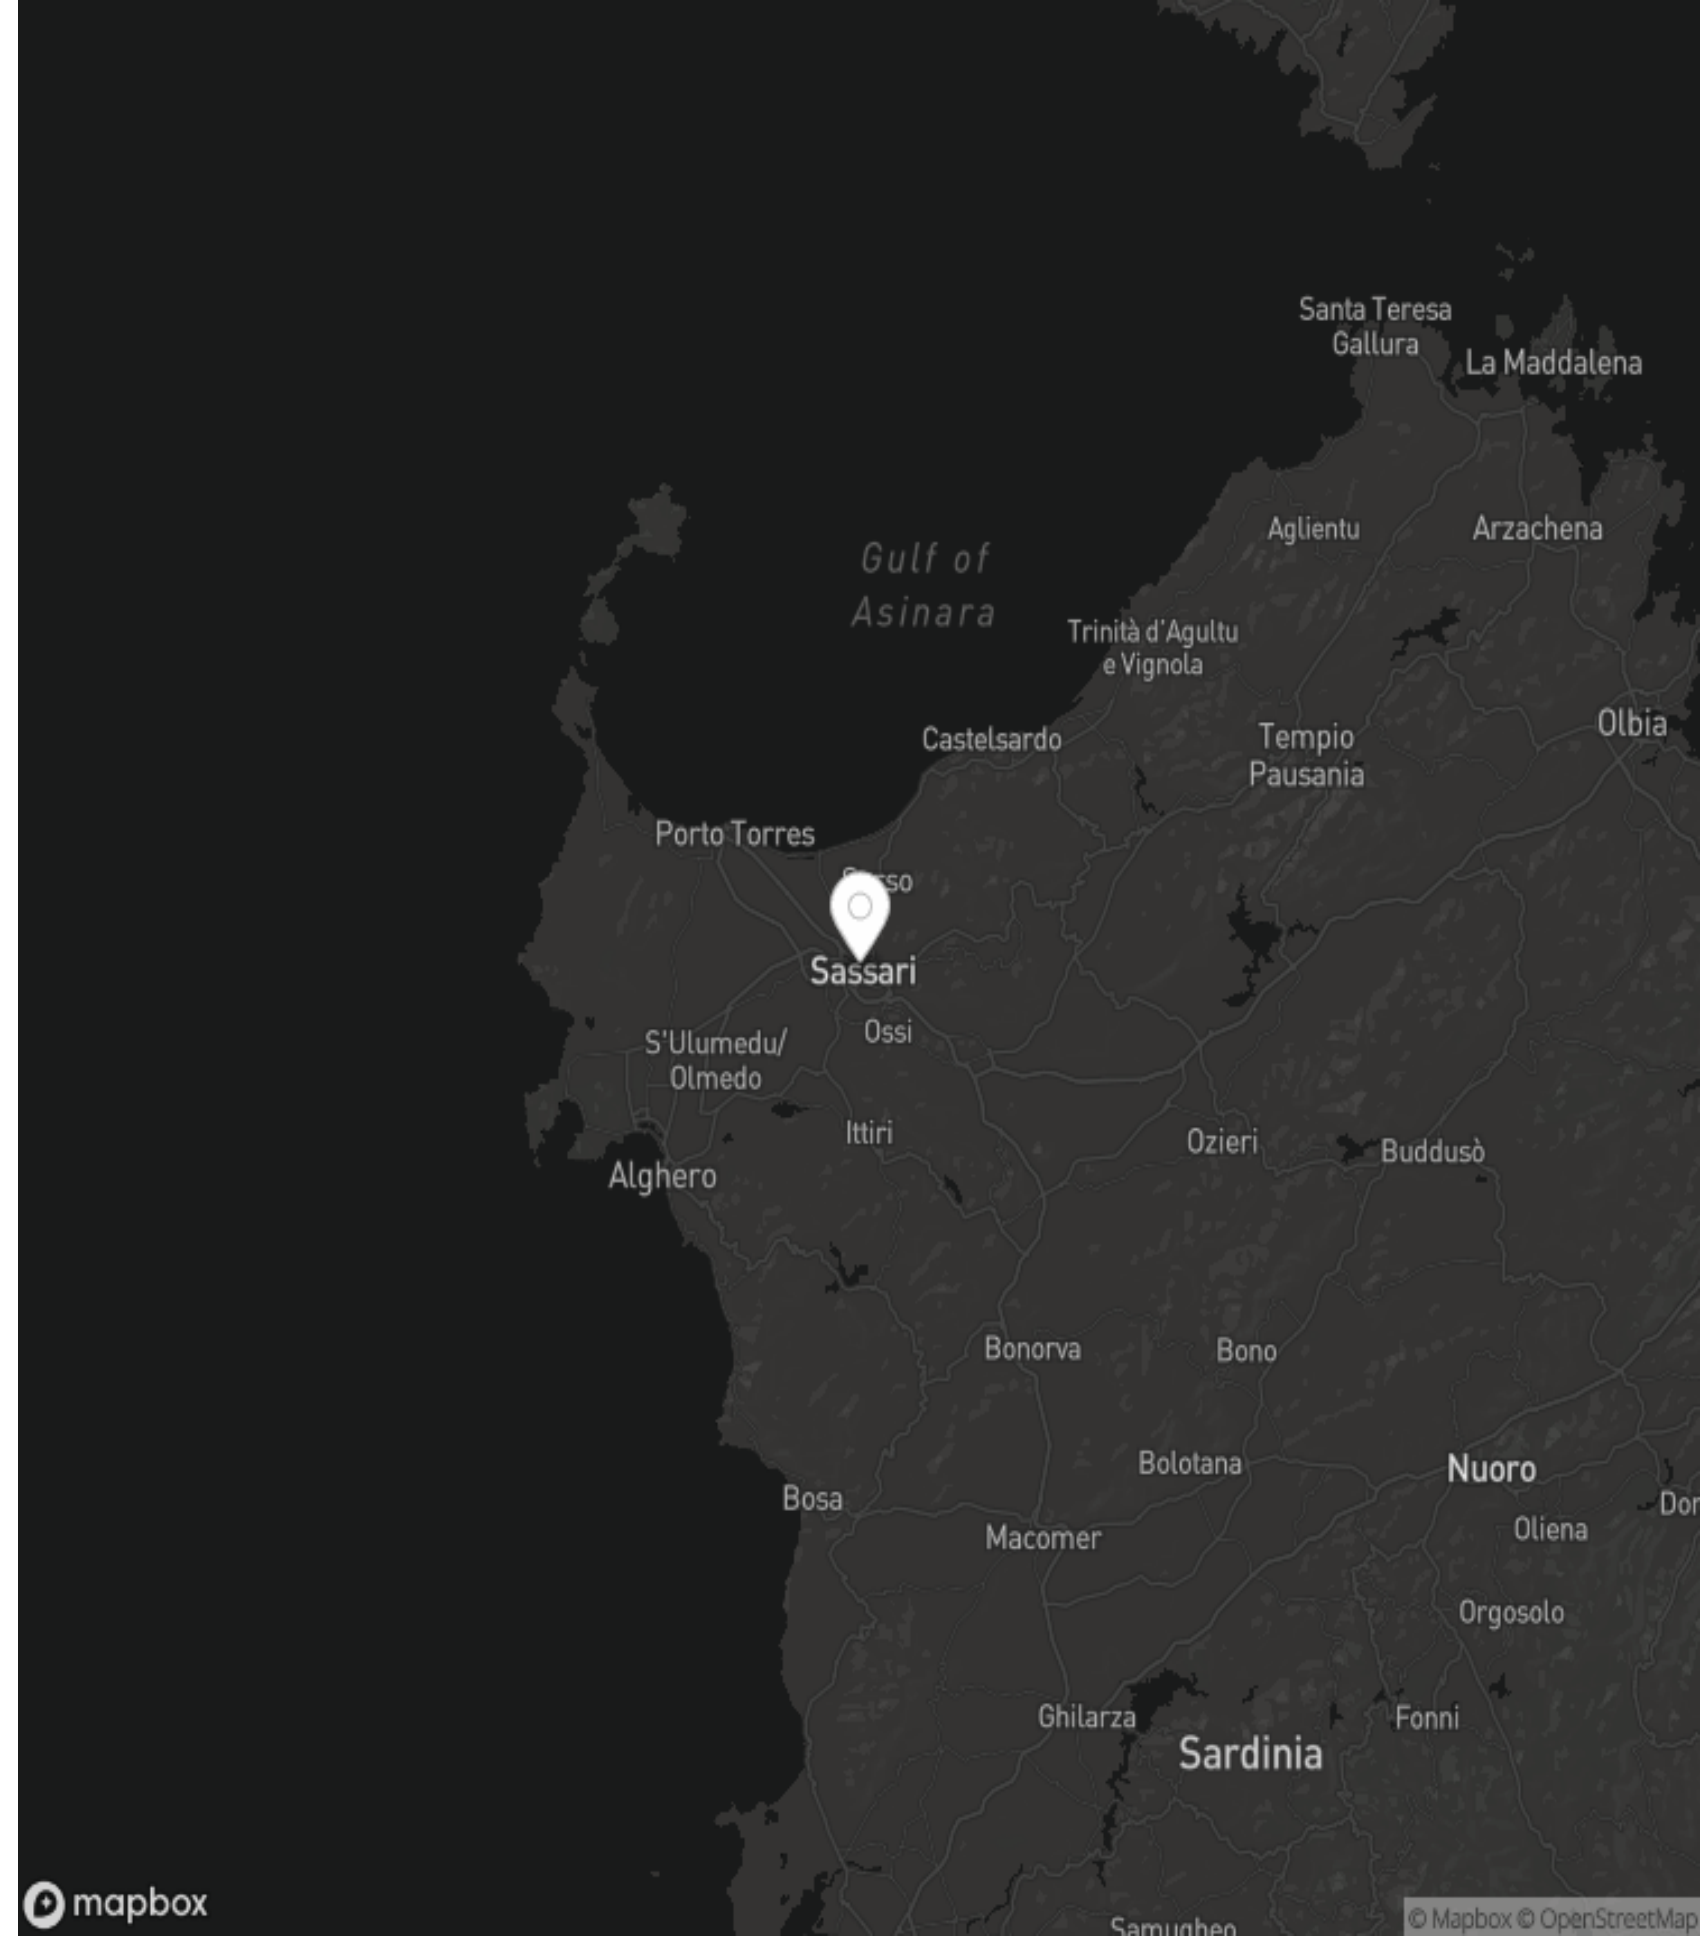 Santa Teresa
Gallura
La Maddalena
Aglientu
Arzachena
Gulf of
Asinara
Trinità d'Agultu
e Vignola
Olbia
Castelsardo
Tempio
Pausania
Porto Torres
Sassari
Ossi
S'Ulumedu/
Olmedo
Ittiri
Ozieri
Buddusò
Alghero
Bonorva
Bono
Bolotana
Nuoro
Bosa
Oliena
Macomer
Orgosolo
Ghilarza
Fonni
Sardinia
mapbox
© Mapbox © OpenStreetMap
Samugheo